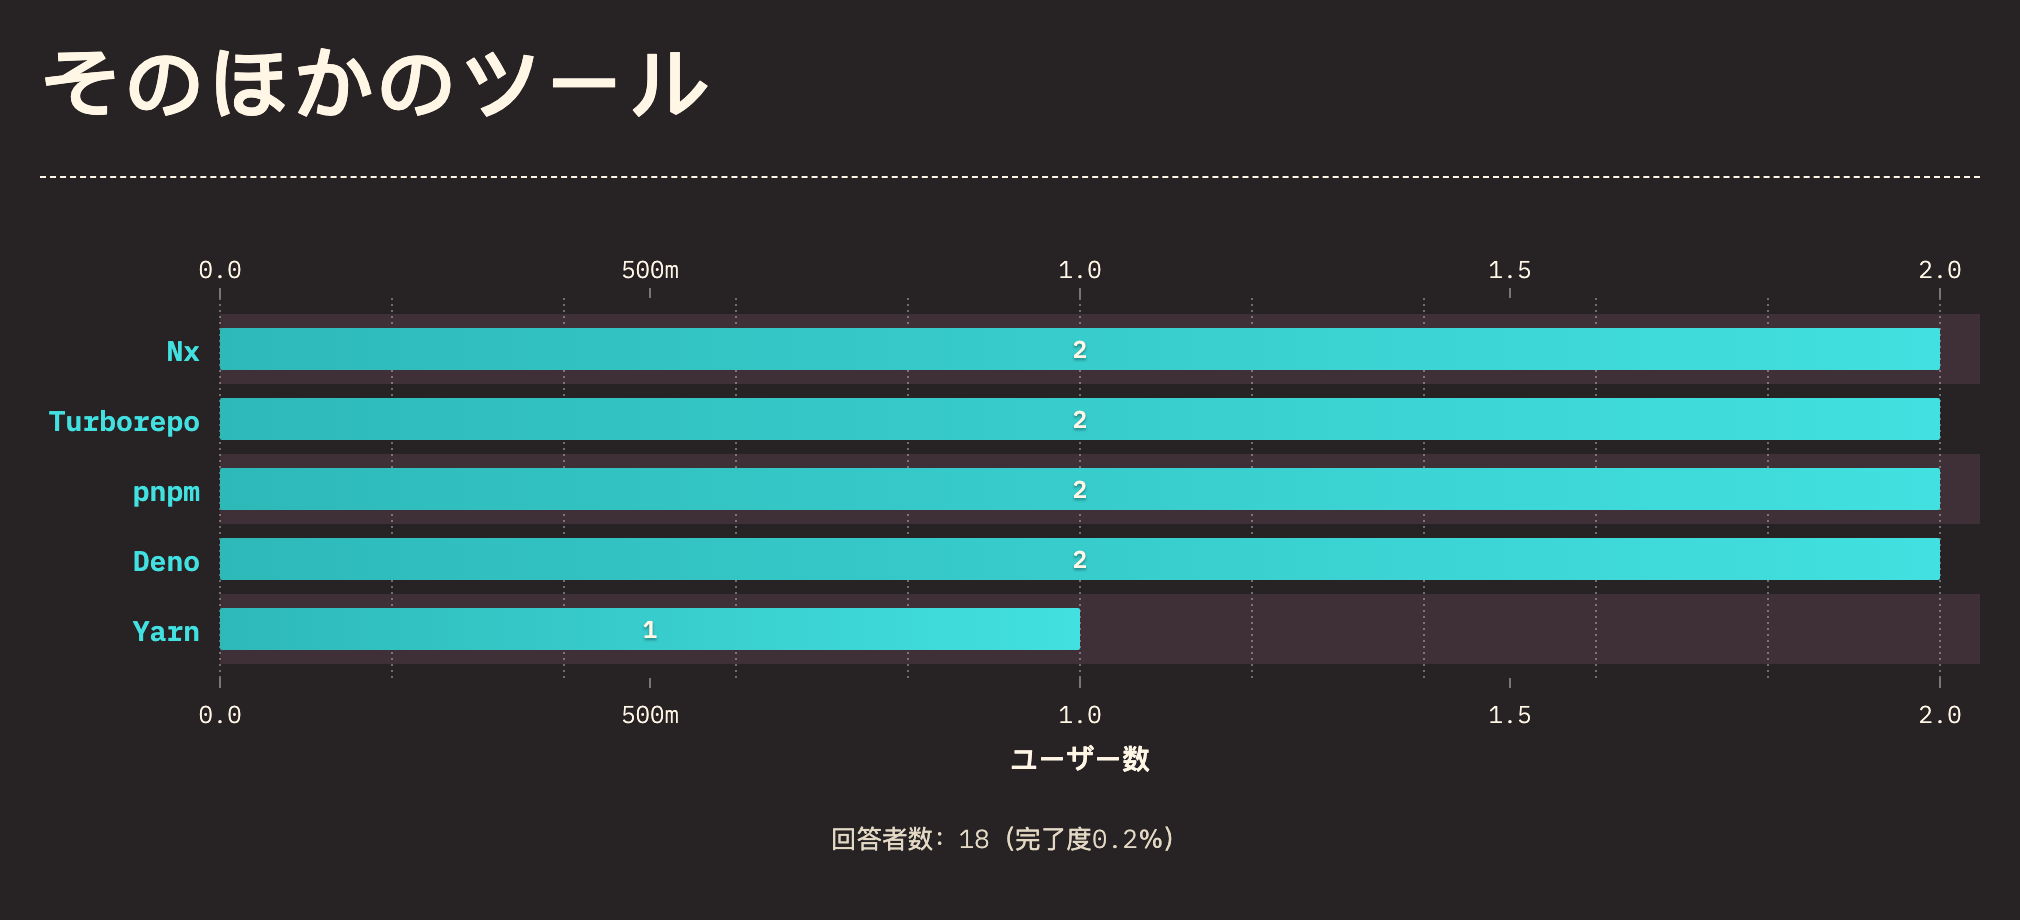 そのほかのツール
0.0 500m 1.0 1.5 2.0
Nx 2
Turborepo 2
pnpm 2
Deno 2
Yarn 1
0.0 500m 1.0 1.5 2.0
ユーザー数
回答者数: 18 (完了度0.2%)